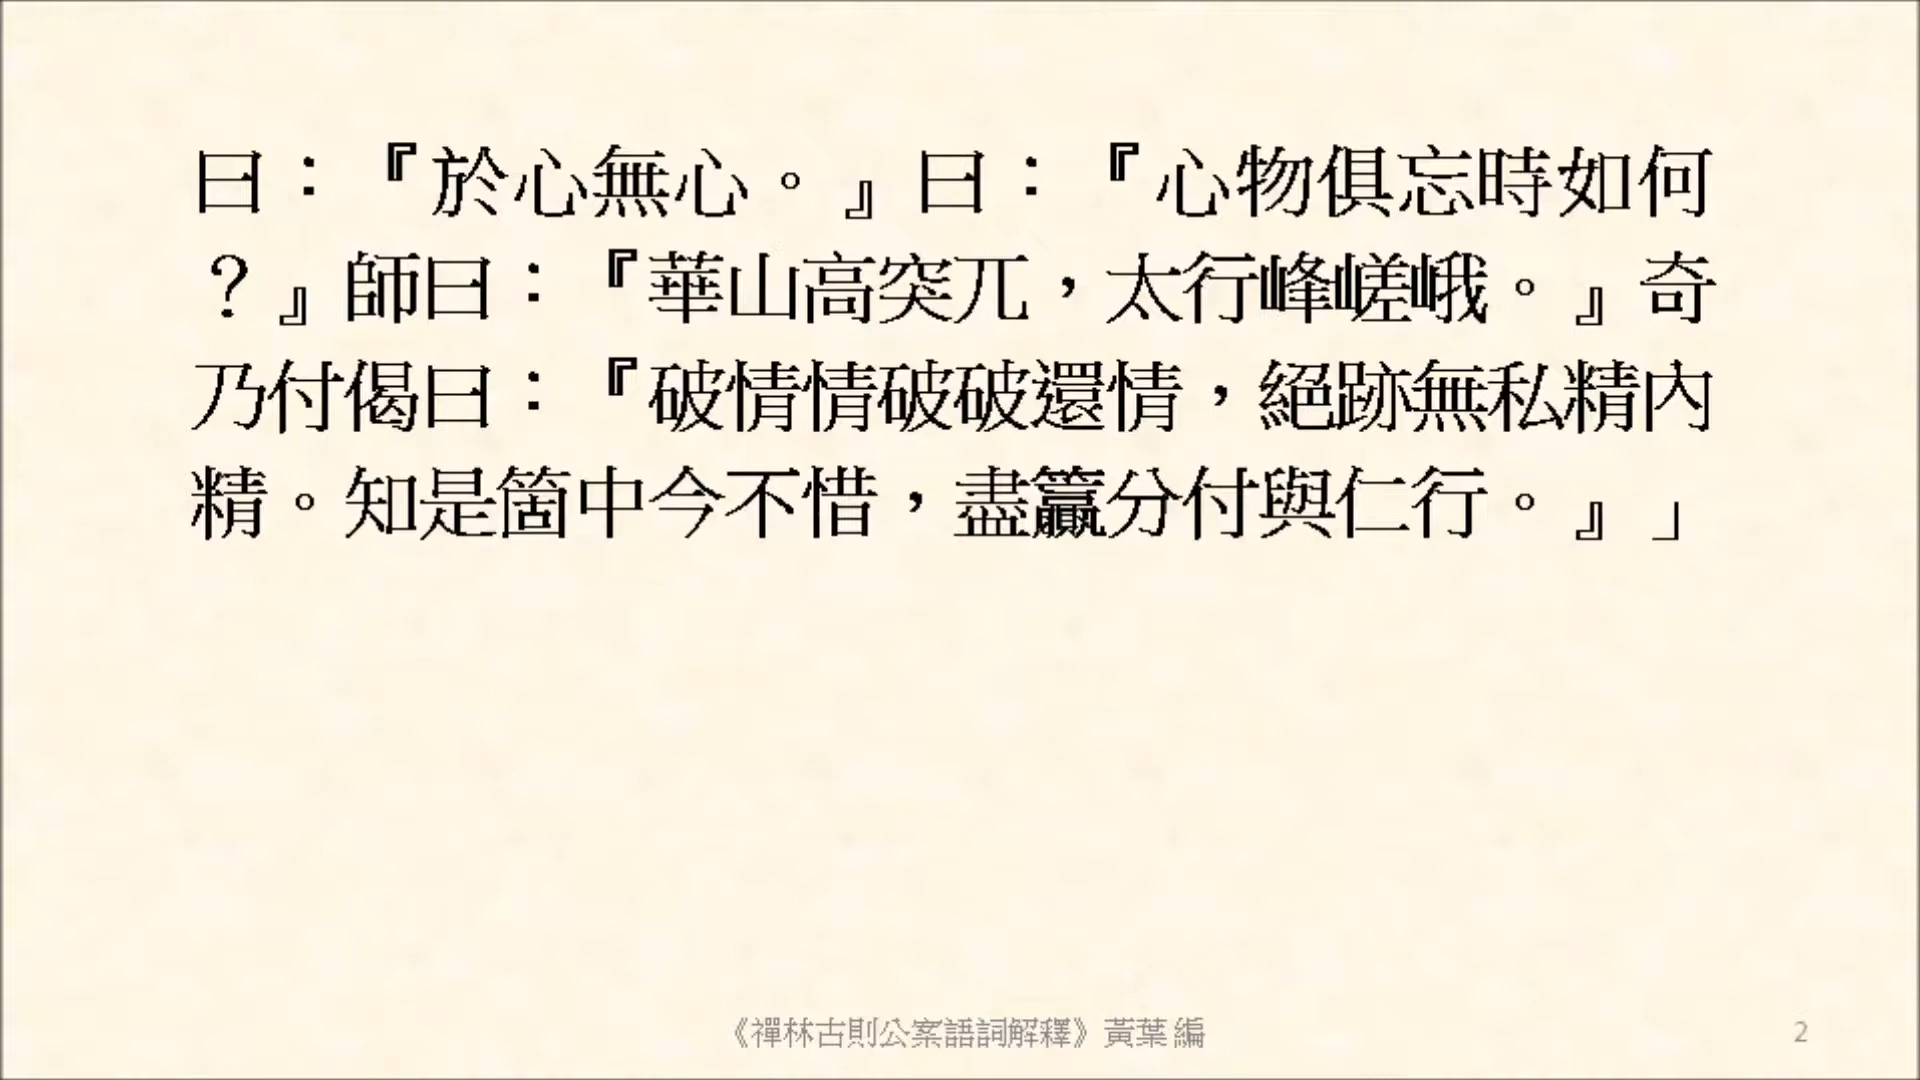 曰：『於心無心。』曰：『心物俱忘時如何
？』師曰：『華山高突兀，太行峰嵯峨。』奇
乃付偈曰：『破情情破破還情，絕跡無私精內
精。知是箇中今不惜，盡籯分付與仁行。』」
《禪林古則公案語詞解釋》黃葉 編
2